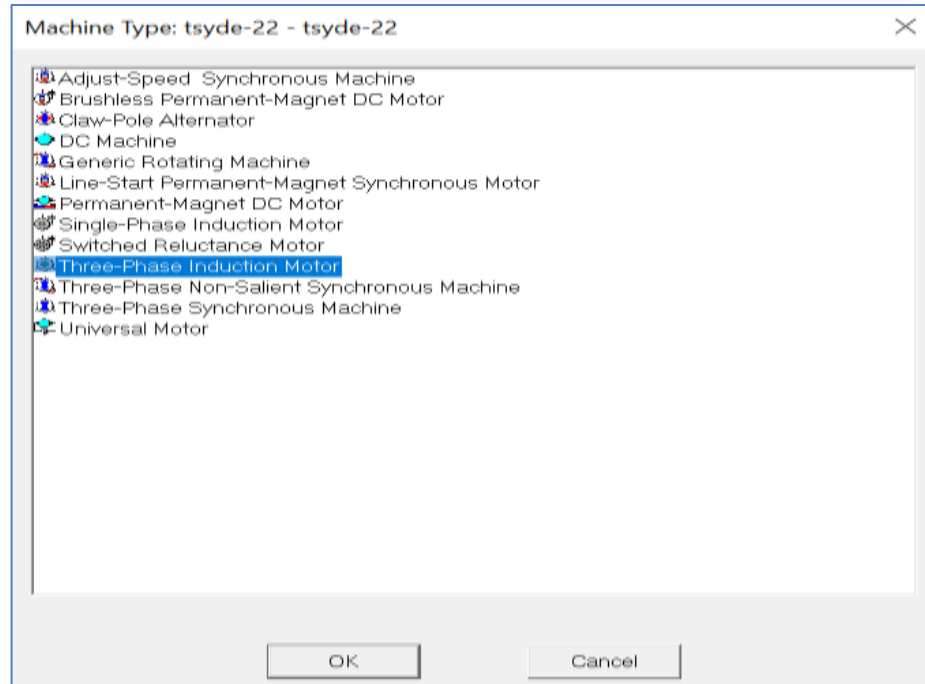 Machine Type: tsyde-22 - tsyde-22
Adjust-Speed  Synchronous Machine
Brushless Permanent-Magnet DC Motor
Claw-Pole Alternator
DC Machine
Generic Rotating Machine
Line-Start Permanent-Magnet Synchronous Motor
Permanent-Magnet DC Motor
Single-Phase Induction Motor
Switched Reluctance Motor
Three-Phase Induction Motor
Three-Phase Non-Salient Synchronous Machine
Three-Phase Synchronous Machine
Universal Motor
OK Cancel